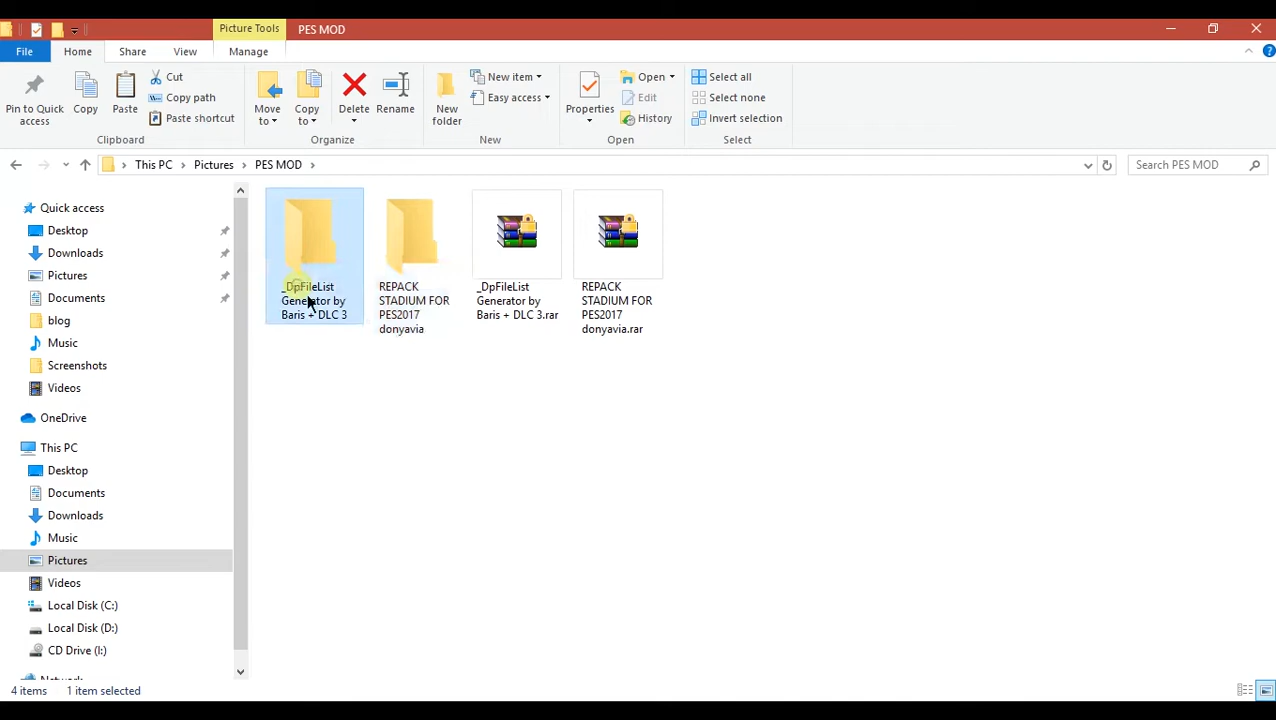 Picture Tools
PES MOD
File
Home
Share
View
Manage
Pin to Quick
access
Copy
Paste
Cut
Copy path
Paste shortcut
Clipboard
Move
to
Copy
to
Delete
Rename
Organize
New
folder
New item
Easy access
New
Properties
Open
Edit
History
Open
Select all
Select none
Invert selection
Select
This PC
Pictures
PES MOD
Search PES MOD
Quick access
Desktop
Downloads
Pictures
Documents
blog
Music
Screenshots
Videos
OneDrive
This PC
Desktop
Documents
Downloads
Music
Pictures
Videos
Local Disk (C:)
Local Disk (D:)
CD Drive (I:)
Network
_DpFileList
Generator by
Baris + DLC 3
REPACK
STADIUM FOR
PES2017
donyavia
_DpFileList
Generator by
Baris + DLC 3.rar
REPACK
STADIUM FOR
PES2017
donyavia.rar
4 items
1 item selected